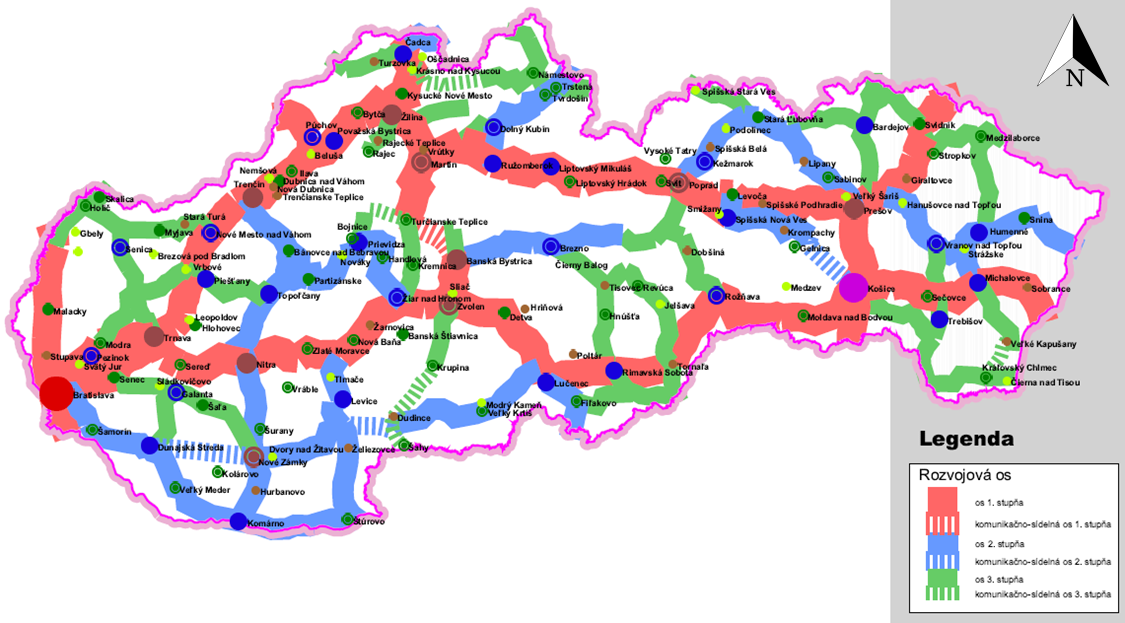 Čadca
Oščadnica
Turzovka
Krásno nad Kysucou
Námestovo
Trstená
Tvrdošín
Kysucké Nové Mesto
Spišská Stará Ves
Bytča
Žilina
Stará Ľubovňa
Svidník
Púchov
Považská Bystrica
Dolný Kubín
Podolínec
Bardejov
Medzilaborce
Rajecké Teplice
Rajec
Vrútky
Martin
Beluša
Vysoké Tatry
Spišská Belá
Kežmarok
Lipany
Stropkov
Ružomberok
Liptovský Mikuláš
Nemšová
Ilava
Dubnica nad Váhom
Nová Dubnica
Trenčín
Trenčianske Teplice
Liptovský Hrádok
Svit
Poprad
Sabinov
Giraltovce
Levoča
Veľký Šariš
Prešov
Hanušovce nad Topľou
Skalica
Holíč
Spišské Podhradie
Smižany
Spišská Nová Ves
Snina
Stará Turá
Turčianske Teplice
Gbely
Myjava
Nové Mesto nad Váhom
Bojnice
Prievidza
Krompachy
Humenné
Senica
Brezová pod Bradlom
Bánovce nad Bebravou
Nováky
Handlová
Kremnica
Banská Bystrica
Brezno
Čierny Balog
Dobšiná
Gelnica
Vranov nad Topľou
Strážske
Vrbové
Piešťany
Partizánske
Topoľčany
Sliač
Zvolen
Žiar nad Hronom
Tisovec
Revúca
Jelšava
Rožňava
Medzev
Košice
Michalovce
Sečovce
Sobrance
Malacky
Leopoldov
Hlohovec
Hriňová
Detva
Hnúšťa
Moldava nad Bodvou
Trebišov
Trnava
Žarnovica
Nová Baňa
Banská Štiavnica
Modra
Stupava
Pezinok
Svätý Jur
Zlaté Moravce
Poltár
Veľké Kapušany
Senec
Sereď
Nitra
Krupina
Rimavská Sobota
Tornaľa
Kráľovský Chlmec
Čierna nad Tisou
Bratislava
Sládkovičovo
Galanta
Šaľa
Vráble
Tlmače
Levice
Lučenec
Fiľakovo
Modrý Kameň
Veľký Krtíš
Dudince
Šamorín
Šurany
Dunajská Streda
Dvory nad Žitavou
Želiezovce
Šahy
Nové Zámky
Kolárovo
Veľký Meder
Hurbanovo
Komárno
Štúrovo
N
Legenda
Rozvojová os
os 1. stupňa
komunikačno-sídelná os 1. stupňa
os 2. stupňa
komunikačno-sídelná os 2. stupňa
os 3. stupňa
komunikačno-sídelná os 3. stupňa